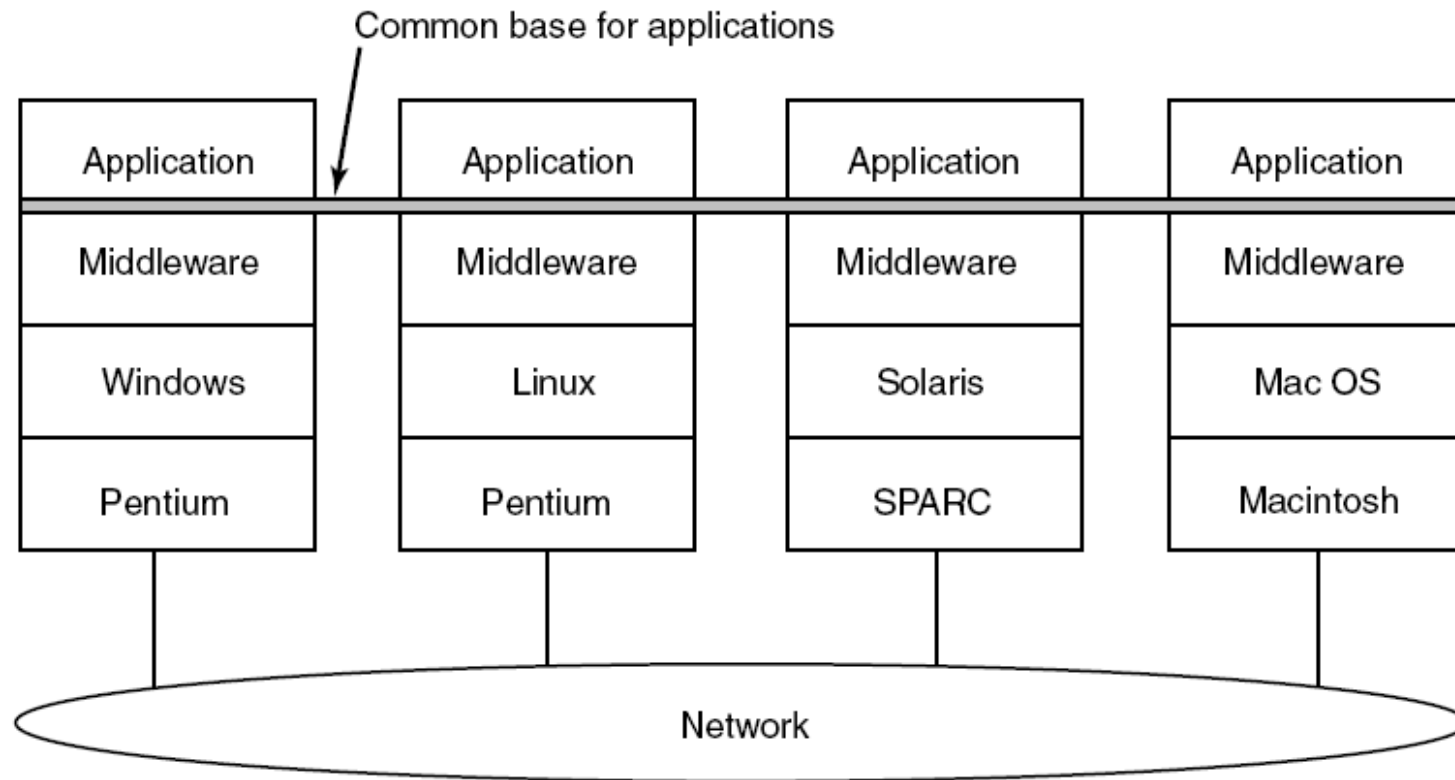 Common base for applications
Application Application Application Application
Middleware Middleware Middleware Middleware
Windows Linux Solaris Mac OS
Pentium Pentium SPARC Macintosh
Network